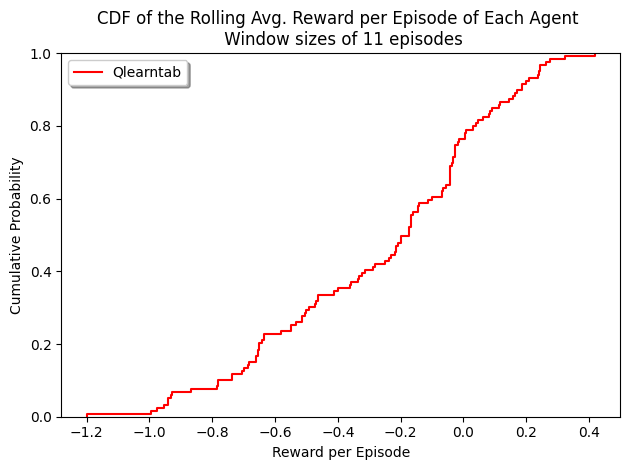 CDF of the Rolling Avg. Reward per Episode of Each Agent
Window sizes of 11 episodes
Qlearntab
Cumulative Probability
1.0
0.8
0.6
0.4
0.2
0.0
−1.2 −1.0 −0.8 −0.6 −0.4 −0.2 0.0 0.2 0.4
Reward per Episode